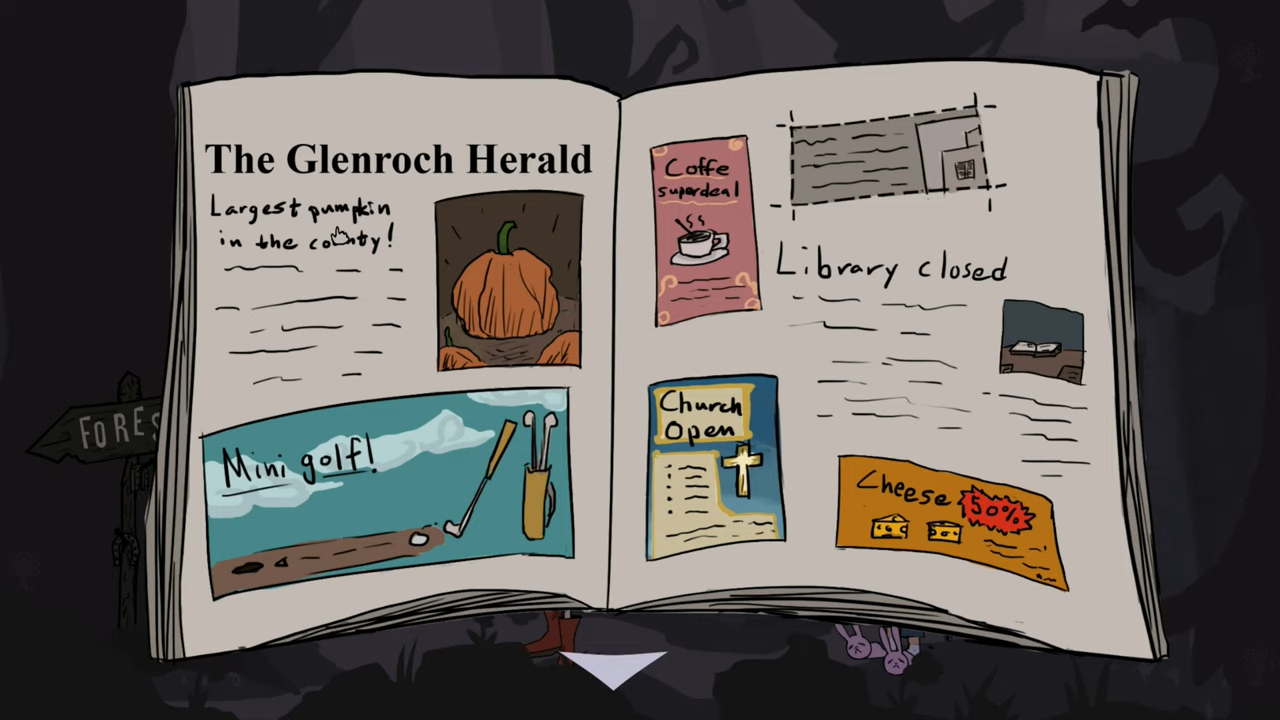 The Glenroch Herald
Largest pumpkin
in the county!
Mini golf!
Coffe
superdeal
Library closed
Church
Open
Cheese 50%
FORES